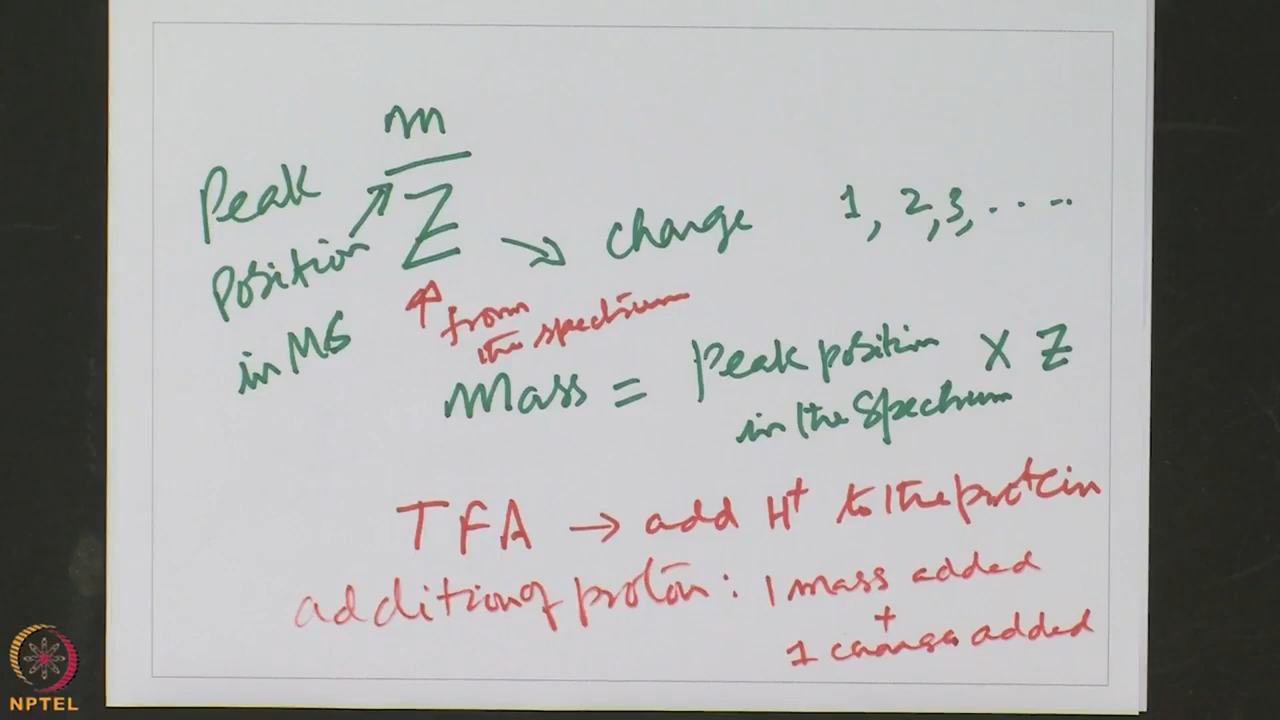 m
Peak
position
Z → charge 1, 2, 3, .....
in MS
↑ from
the spectrum
Mass = Peak position X Z
in the Spectrum
TFA → add H+ to the protein
addition of proton : 1 mass added
+
1 charge added
NPTEL